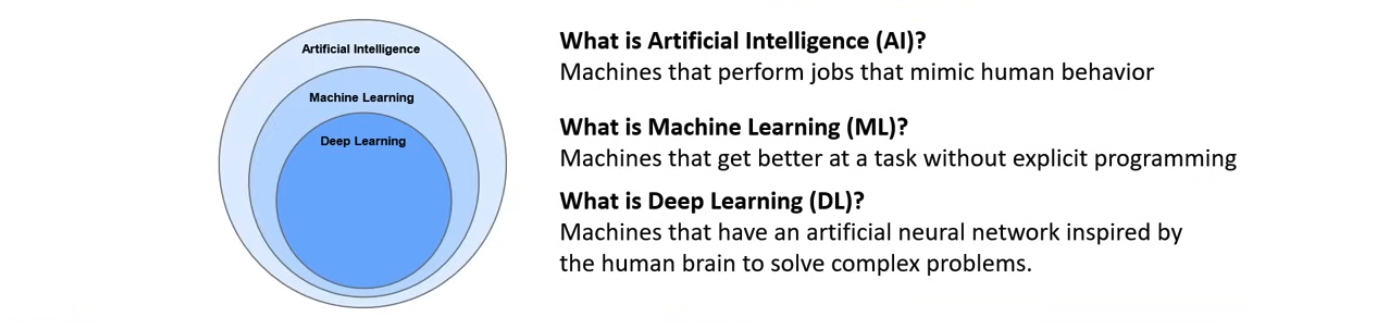 Artificial Intelligence
Machine Learning
Deep Learning
What is Artificial Intelligence (AI)?
Machines that perform jobs that mimic human behavior
What is Machine Learning (ML)?
Machines that get better at a task without explicit programming
What is Deep Learning (DL)?
Machines that have an artificial neural network inspired by
the human brain to solve complex problems.